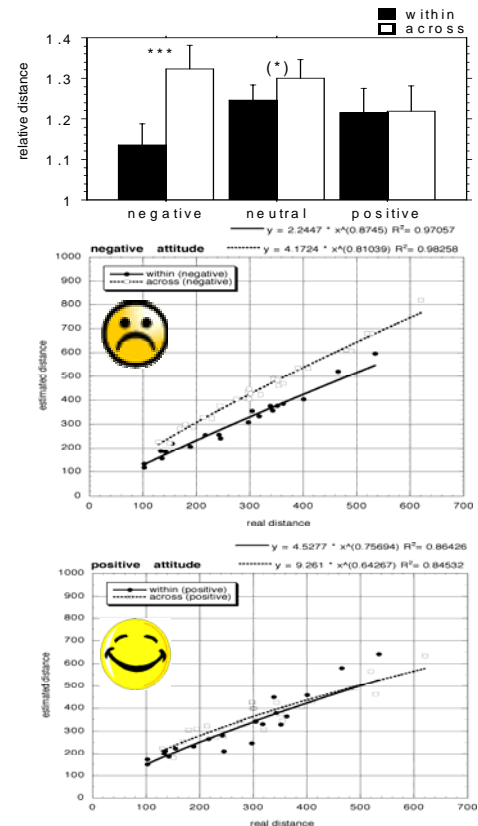 within
across
1.4
1.3
1.2
1.1
1
relative distance
***
(*)
negative neutral positive
y = 2.2447 * x^(0.8745) R²= 0.97057
negative attitude y = 4.1724 * x^(0.81039) R²= 0.98258
1000
900
800
700
600
500
400
300
200
100
0
estimated distance
within (negative)
across (negative)
0 100 200 300 400 500 600 700
real distance
y = 4.5277 * x^(0.75694) R²= 0.86426
positive attitude y = 9.261 * x^(0.64267) R²= 0.84532
1000
900
800
700
600
500
400
300
200
100
0
estimated distance
within (positive)
across (positive)
0 100 200 300 400 500 600 700
real distance